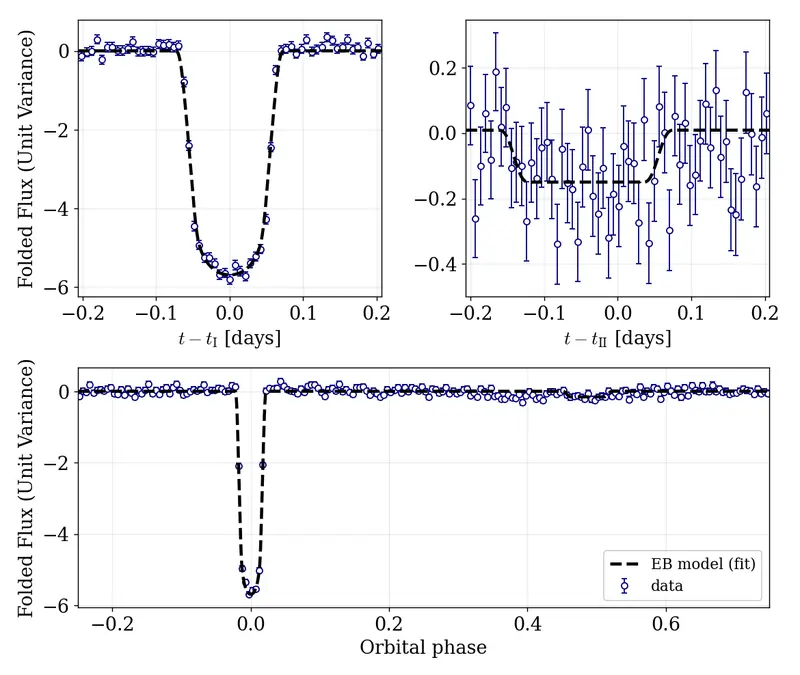 Folded Flux (Unit Variance)
0
−2
−4
−6
−0.2 −0.1 0.0 0.1 0.2
t − t_I [days]
0.2
0.0
−0.2
−0.4
−0.2 −0.1 0.0 0.1 0.2
t − t_II [days]
Folded Flux (Unit Variance)
0
−2
−4
−6
−0.2 0.0 0.2 0.4 0.6
Orbital phase
EB model (fit)
data